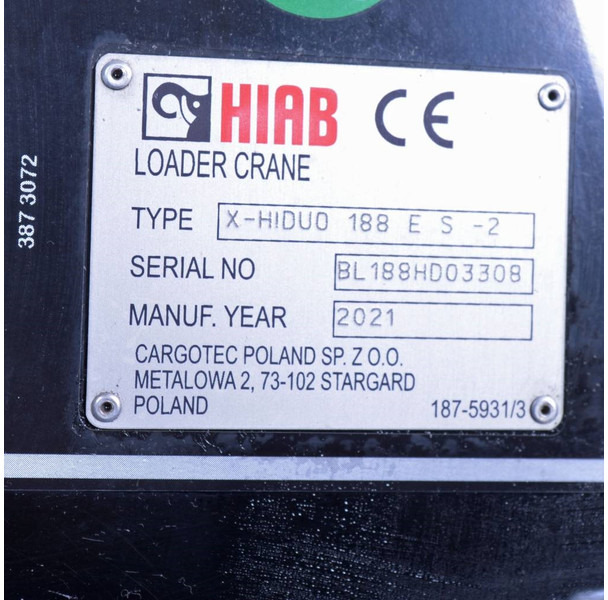 HIAB CE
LOADER CRANE
TYPE X-HIDUO 188 E S -2
SERIAL NO BL188HD03308
MANUF. YEAR 2021
CARGOTEC POLAND SP. Z O.O.
METALOWA 2, 73-102 STARGARD
POLAND 187-5931/3
387 3072